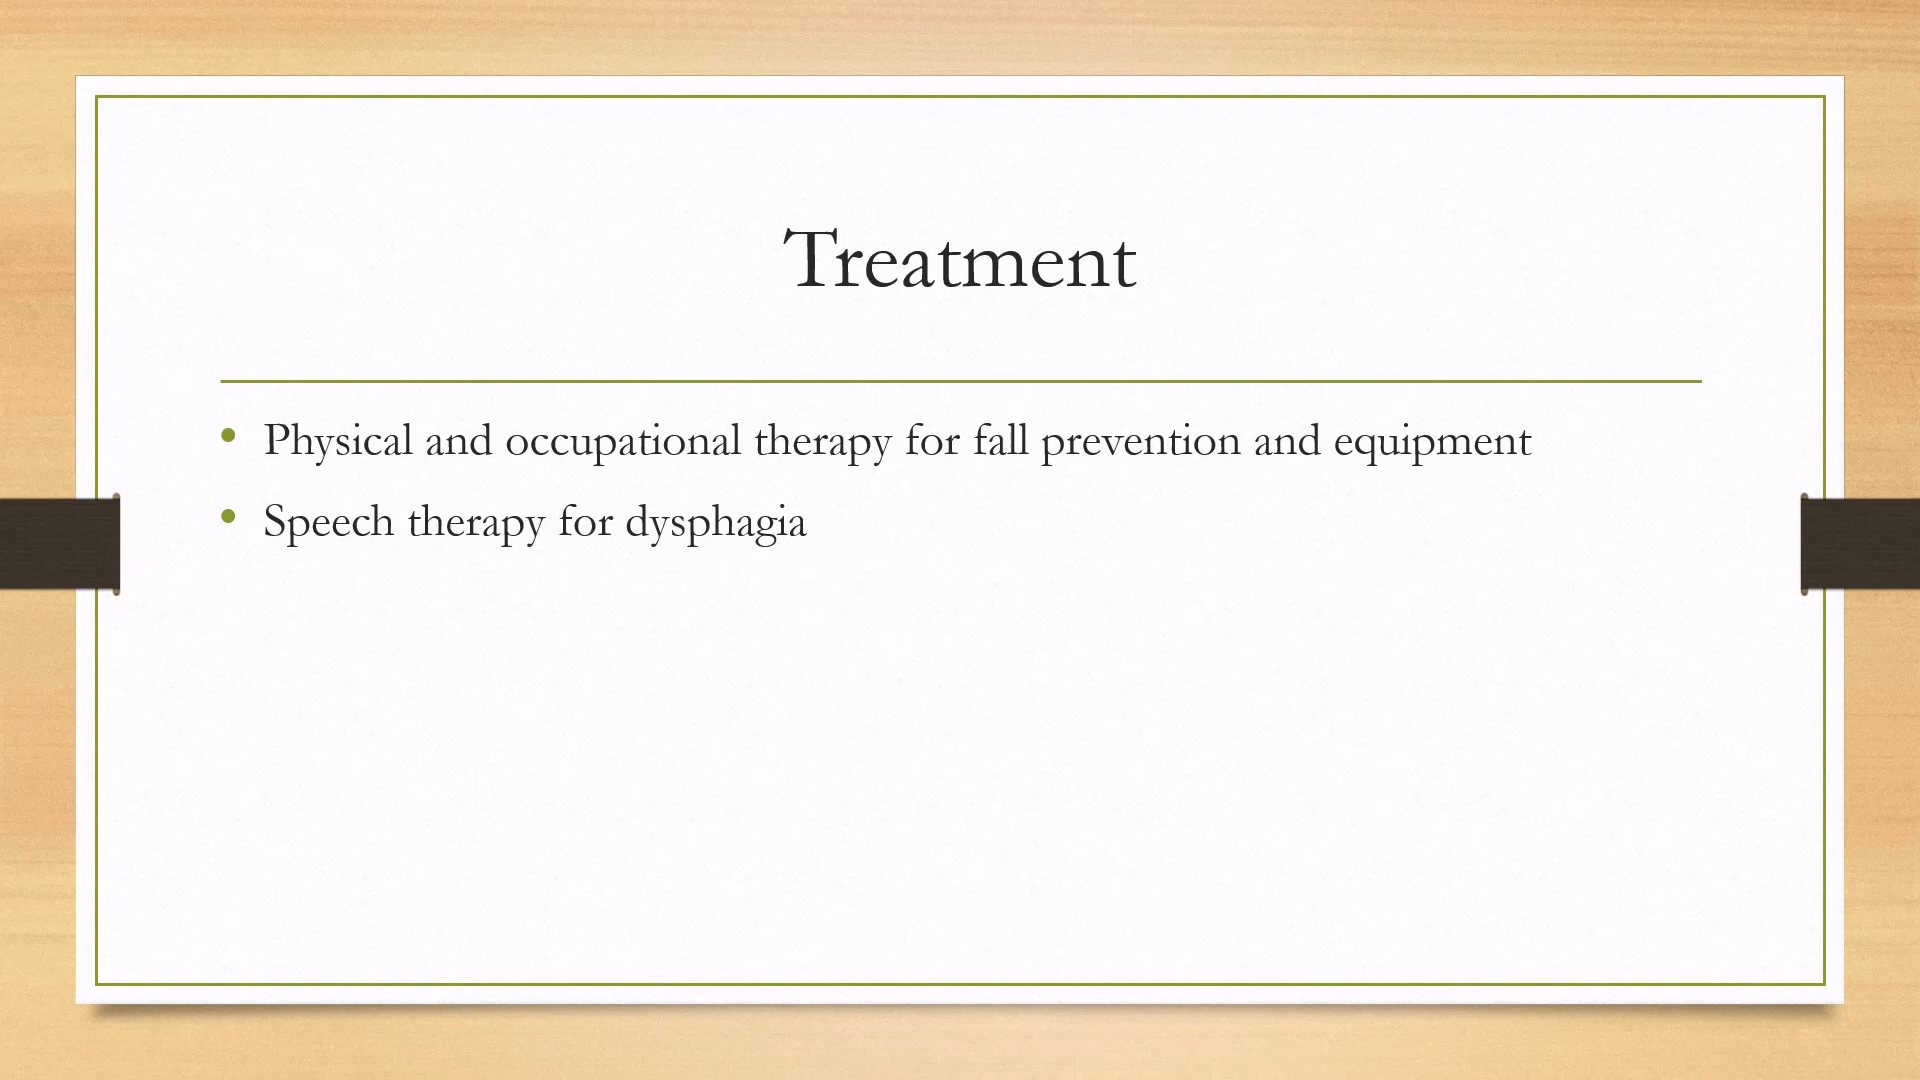 Treatment
• Physical and occupational therapy for fall prevention and equipment
• Speech therapy for dysphagia